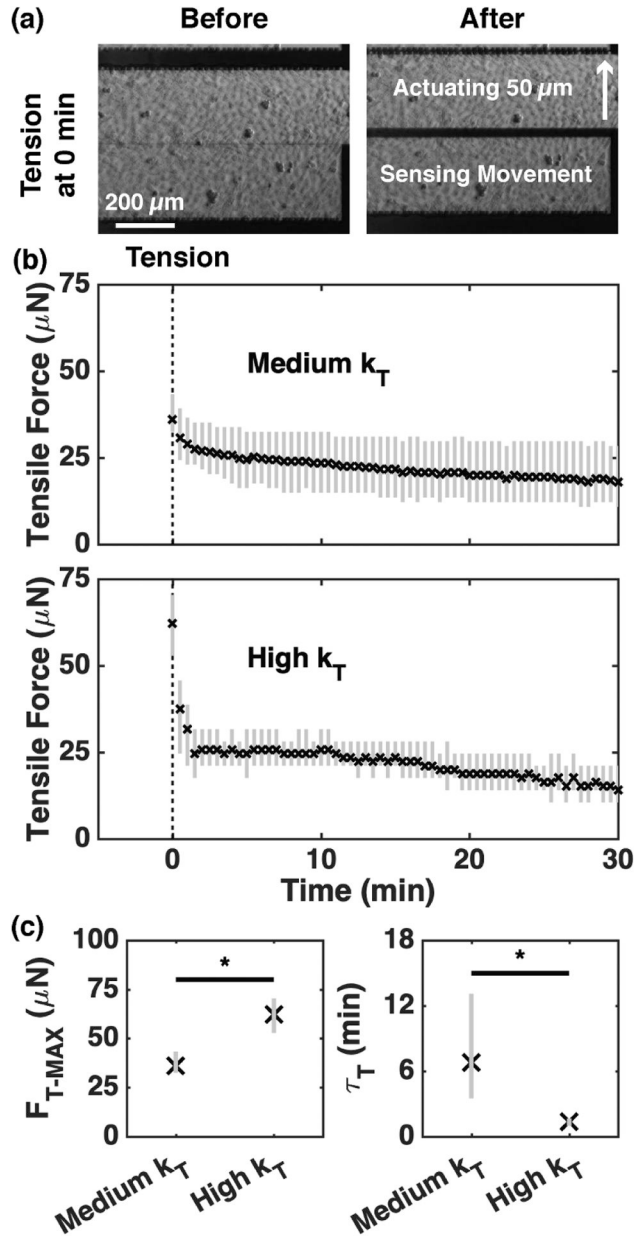 (a)
Before
After
Tension
at 0 min
Actuating 50 μm
Sensing Movement
200 μm
(b)
Tension
Tensile Force (μN)
75
50
25
0
Medium k_T
Tensile Force (μN)
75
50
25
0
High k_T
0
10
20
30
Time (min)
(c)
F_T-MAX (μN)
100
75
50
25
0
*
Medium k_T
High k_T
τ_T (min)
18
12
6
0
*
Medium k_T
High k_T